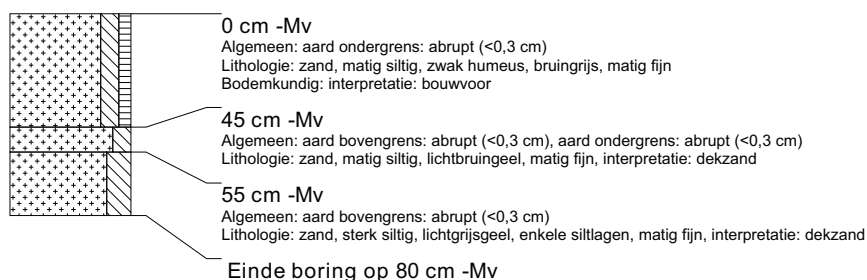 0 cm -Mv
Algemeen: aard ondergrens: abrupt (<0,3 cm)
Lithologie: zand, matig siltig, zwak humeus, bruingrijs, matig fijn
Bodemkundig: interpretatie: bouwvoor
45 cm -Mv
Algemeen: aard bovengrens: abrupt (<0,3 cm), aard ondergrens: abrupt (<0,3 cm)
Lithologie: zand, matig siltig, lichtbruingeel, matig fijn, interpretatie: dekzand
55 cm -Mv
Algemeen: aard bovengrens: abrupt (<0,3 cm)
Lithologie: zand, sterk siltig, lichtgrijsgeel, enkele siltlagen, matig fijn, interpretatie: dekzand
Einde boring op 80 cm -Mv